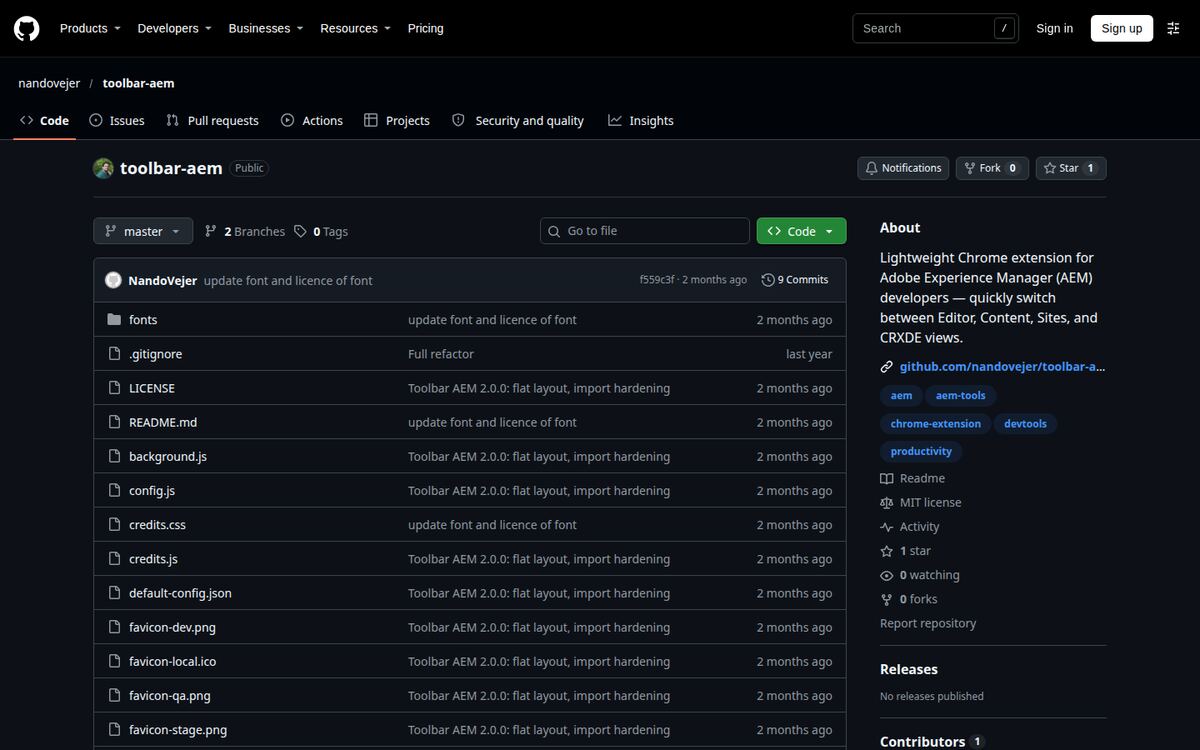 Products Developers Businesses Resources Pricing Search / Sign in Sign up
nandovejer / toolbar-aem
Code Issues Pull requests Actions Projects Security and quality Insights
toolbar-aem Public Notifications Fork 0 Star 1
master 2 Branches 0 Tags Go to file Code
NandoVejer update font and licence of font f559c3f · 2 months ago 9 Commits
fonts update font and licence of font 2 months ago
.gitignore Full refactor last year
LICENSE Toolbar AEM 2.0.0: flat layout, import hardening 2 months ago
README.md update font and licence of font 2 months ago
background.js Toolbar AEM 2.0.0: flat layout, import hardening 2 months ago
config.js Toolbar AEM 2.0.0: flat layout, import hardening 2 months ago
credits.css update font and licence of font 2 months ago
credits.js Toolbar AEM 2.0.0: flat layout, import hardening 2 months ago
default-config.json Toolbar AEM 2.0.0: flat layout, import hardening 2 months ago
favicon-dev.png Toolbar AEM 2.0.0: flat layout, import hardening 2 months ago
favicon-local.ico Toolbar AEM 2.0.0: flat layout, import hardening 2 months ago
favicon-qa.png Toolbar AEM 2.0.0: flat layout, import hardening 2 months ago
favicon-stage.png Toolbar AEM 2.0.0: flat layout, import hardening 2 months ago
About
Lightweight Chrome extension for
Adobe Experience Manager (AEM)
developers — quickly switch
between Editor, Content, Sites, and
CRXDE views.
github.com/nandovejer/toolbar-a...
aem aem-tools
chrome-extension devtools
productivity
Readme
MIT license
Activity
1 star
0 watching
0 forks
Report repository
Releases
No releases published
Contributors 1